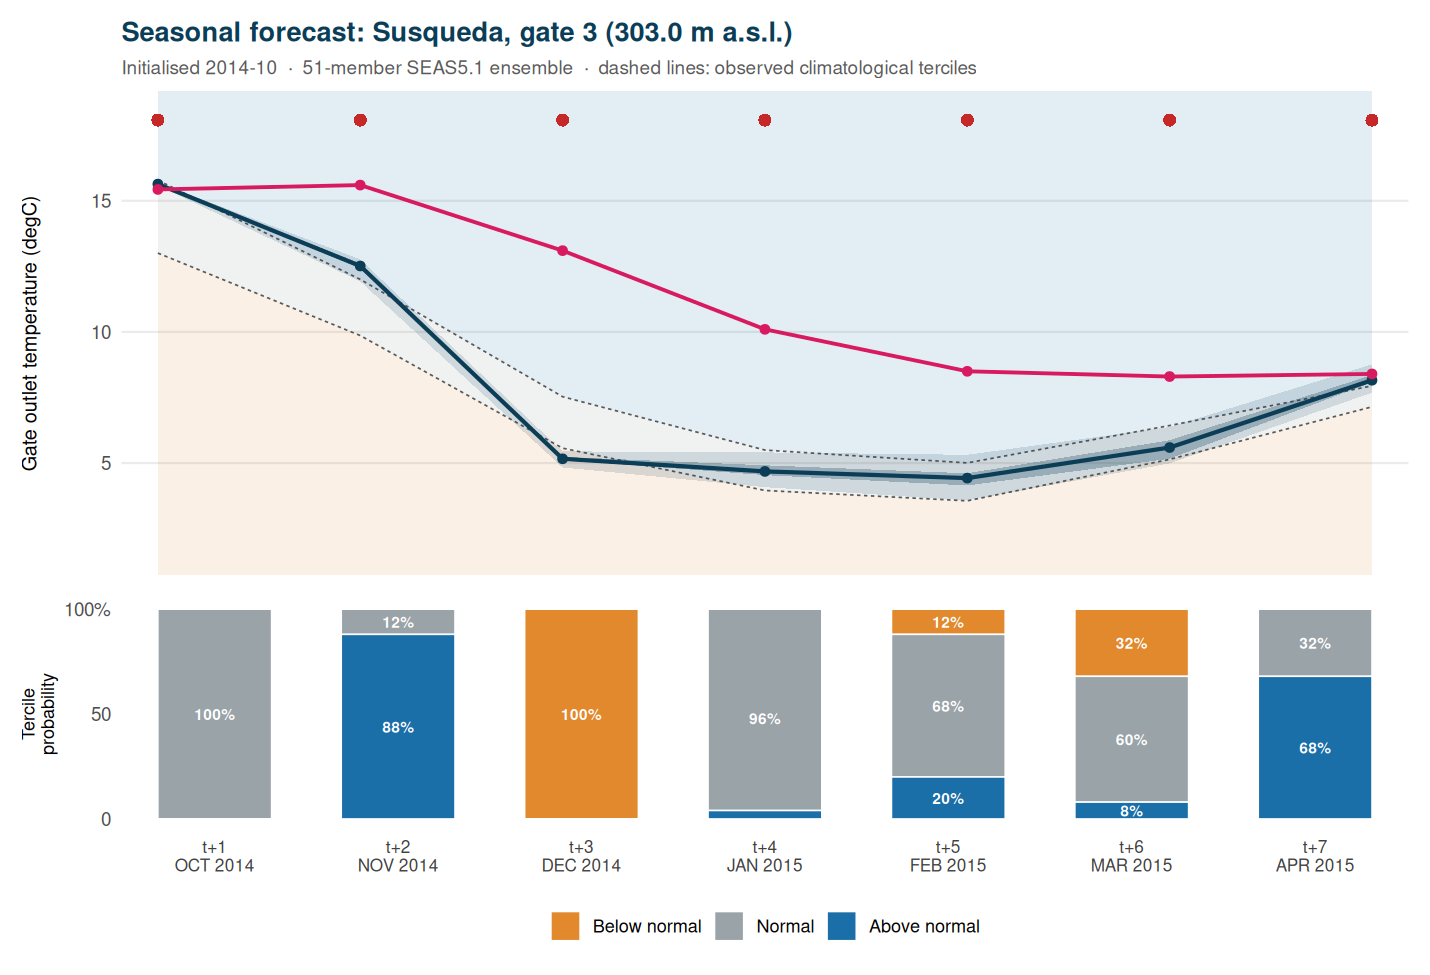 Seasonal forecast: Susqueda, gate 3 (303.0 m a.s.l.)
Initialised 2014-10 · 51-member SEAS5.1 ensemble · dashed lines: observed climatological terciles
Gate outlet temperature (degC)
15
10
5
Tercile
probability
100%
50
0
100%
12%
88%
100%
96%
12%
68%
20%
32%
60%
8%
32%
68%
t+1
OCT 2014
t+2
NOV 2014
t+3
DEC 2014
t+4
JAN 2015
t+5
FEB 2015
t+6
MAR 2015
t+7
APR 2015
Below normal
Normal
Above normal